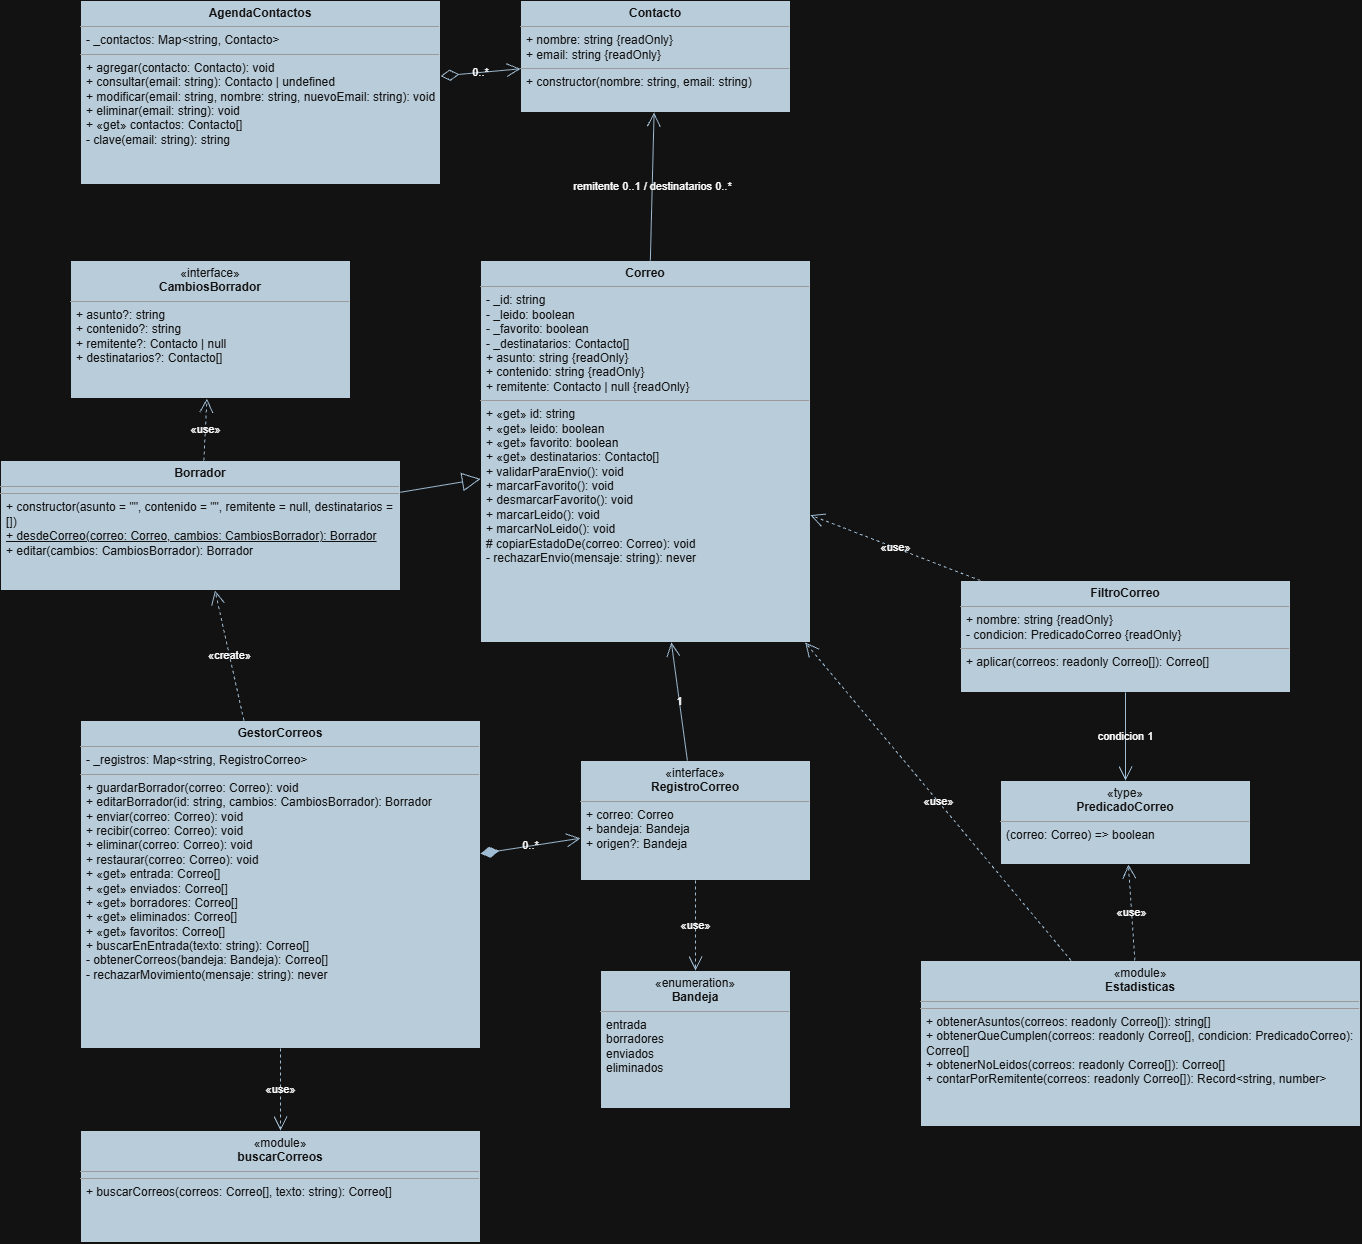 AgendaContactos
- _contactos: Map<string, Contacto>
+ agregar(contacto: Contacto): void
+ consultar(email: string): Contacto | undefined
+ modificar(email: string, nombre: string, nuevoEmail: string): void
+ eliminar(email: string): void
+ «get» contactos: Contacto[]
- clave(email: string): string
0..*
Contacto
+ nombre: string {readOnly}
+ email: string {readOnly}
+ constructor(nombre: string, email: string)
remitente 0..1 / destinatarios 0..*
«interface»
CambiosBorrador
+ asunto?: string
+ contenido?: string
+ remitente?: Contacto | null
+ destinatarios?: Contacto[]
«use»
Correo
- _id: string
- _leido: boolean
- _favorito: boolean
- _destinatarios: Contacto[]
+ asunto: string {readOnly}
+ contenido: string {readOnly}
+ remitente: Contacto | null {readOnly}
+ «get» id: string
+ «get» leido: boolean
+ «get» favorito: boolean
+ «get» destinatarios: Contacto[]
+ validarParaEnvio(): void
+ marcarFavorito(): void
+ desmarcarFavorito(): void
+ marcarLeido(): void
+ marcarNoLeido(): void
# copiarEstadoDe(correo: Correo): void
- rechazarEnvio(mensaje: string): never
Borrador
+ constructor(asunto = "", contenido = "", remitente = null, destinatarios =
[])
+ desdeCorreo(correo: Correo, cambios: CambiosBorrador): Borrador
+ editar(cambios: CambiosBorrador): Borrador
«create»
«use»
FiltroCorreo
+ nombre: string {readOnly}
- condicion: PredicadoCorreo {readOnly}
+ aplicar(correos: readonly Correo[]): Correo[]
condicion 1
GestorCorreos
- _registros: Map<string, RegistroCorreo>
+ guardarBorrador(correo: Correo): void
+ editarBorrador(id: string, cambios: CambiosBorrador): Borrador
+ enviar(correo: Correo): void
+ recibir(correo: Correo): void
+ eliminar(correo: Correo): void
+ restaurar(correo: Correo): void
+ «get» entrada: Correo[]
+ «get» enviados: Correo[]
+ «get» borradores: Correo[]
+ «get» eliminados: Correo[]
+ «get» favoritos: Correo[]
+ buscarEnEntrada(texto: string): Correo[]
- obtenerCorreos(bandeja: Bandeja): Correo[]
- rechazarMovimiento(mensaje: string): never
0..*
1
«interface»
RegistroCorreo
+ correo: Correo
+ bandeja: Bandeja
+ origen?: Bandeja
«use»
«use»
«type»
PredicadoCorreo
(correo: Correo) => boolean
«use»
«enumeration»
Bandeja
entrada
borradores
enviados
eliminados
«module»
Estadisticas
+ obtenerAsuntos(correos: readonly Correo[]): string[]
+ obtenerQueCumplen(correos: readonly Correo[], condicion: PredicadoCorreo):
Correo[]
+ obtenerNoLeidos(correos: readonly Correo[]): Correo[]
+ contarPorRemitente(correos: readonly Correo[]): Record<string, number>
«use»
«module»
buscarCorreos
+ buscarCorreos(correos: Correo[], texto: string): Correo[]